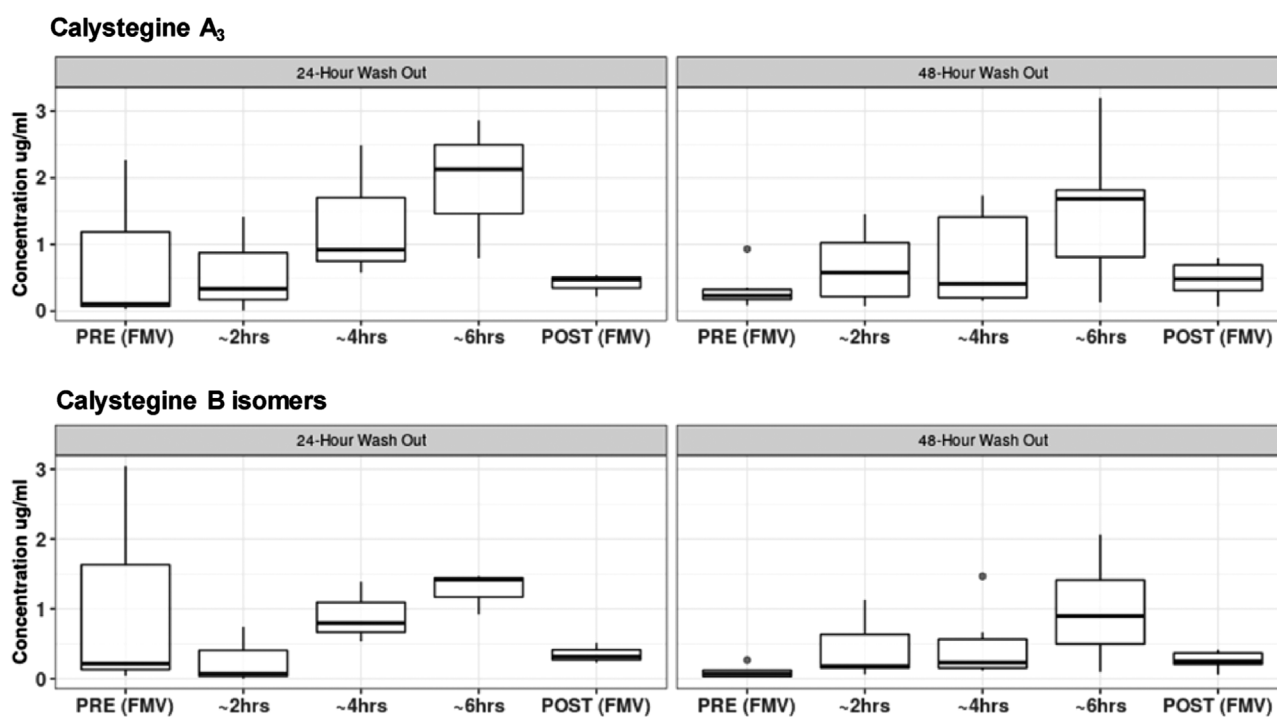 Calystegine A₃
24-Hour Wash Out
48-Hour Wash Out
Concentration ug/ml
3
2
1
0
PRE (FMV) ~2hrs ~4hrs ~6hrs POST (FMV)
PRE (FMV) ~2hrs ~4hrs ~6hrs POST (FMV)
Calystegine B isomers
24-Hour Wash Out
48-Hour Wash Out
Concentration ug/ml
3
2
1
0
PRE (FMV) ~2hrs ~4hrs ~6hrs POST (FMV)
PRE (FMV) ~2hrs ~4hrs ~6hrs POST (FMV)